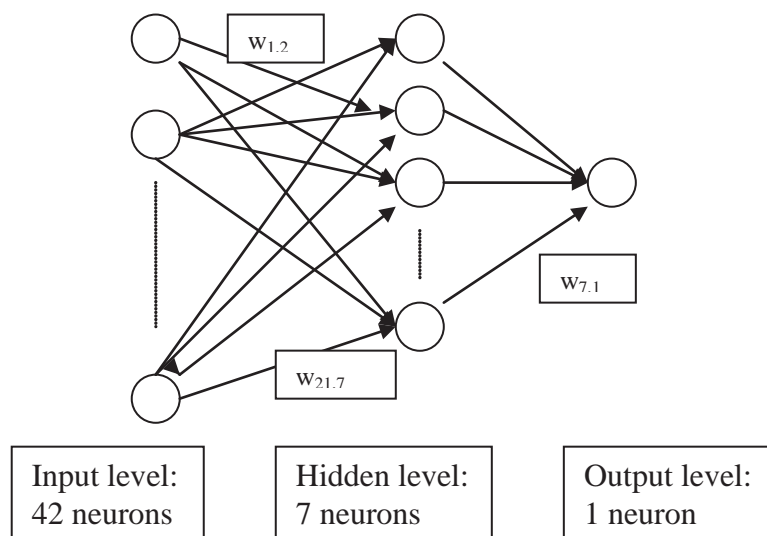 w1,2
w7,1
w21,7
Input level:
42 neurons
Hidden level:
7 neurons
Output level:
1 neuron